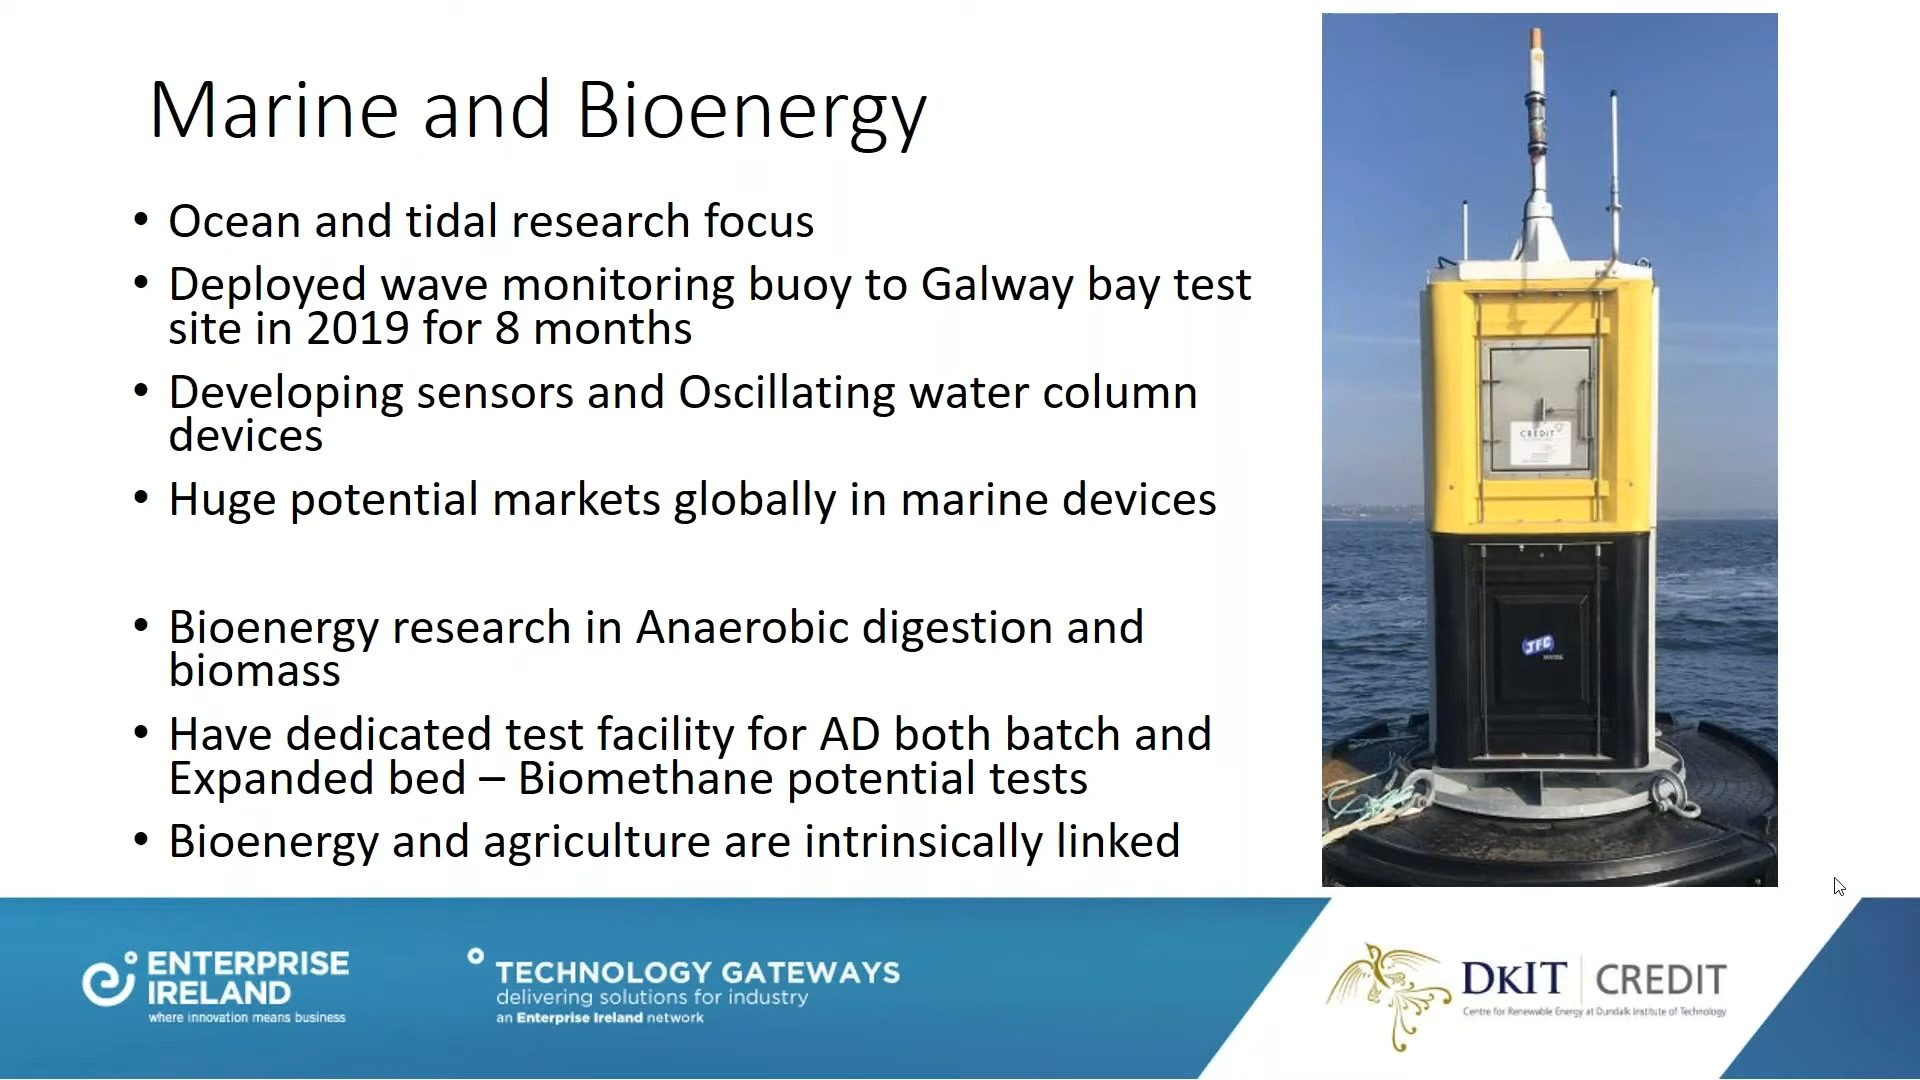 Marine and Bioenergy
• Ocean and tidal research focus
• Deployed wave monitoring buoy to Galway bay test
site in 2019 for 8 months
• Developing sensors and Oscillating water column
devices
• Huge potential markets globally in marine devices
• Bioenergy research in Anaerobic digestion and
biomass
• Have dedicated test facility for AD both batch and
Expanded bed – Biomethane potential tests
• Bioenergy and agriculture are intrinsically linked
CREDIT
JFC
MARINE
ENTERPRISE
IRELAND
where innovation means business
TECHNOLOGY GATEWAYS
delivering solutions for industry
an Enterprise Ireland network
DkIT CREDIT
Centre for Renewable Energy at Dundalk Institute of Technology